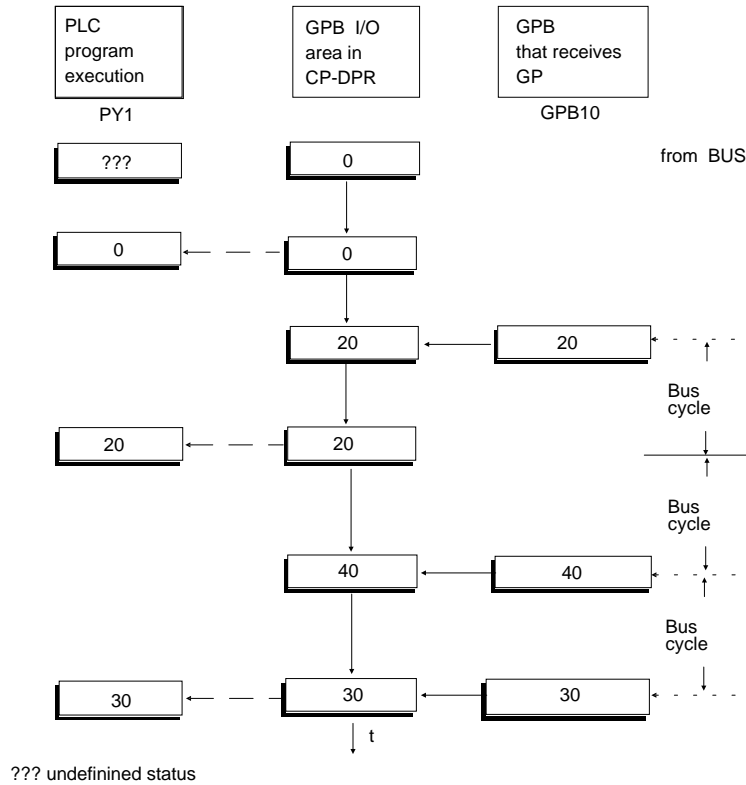 PLC
program
execution
GPB I/O
area in
CP-DPR
GPB
that receives
GP
PY1
GPB10
???
0
from BUS
0
0
20
20
Bus
cycle
20
20
Bus
cycle
40
40
Bus
cycle
30
30
30
t
??? undefinined status